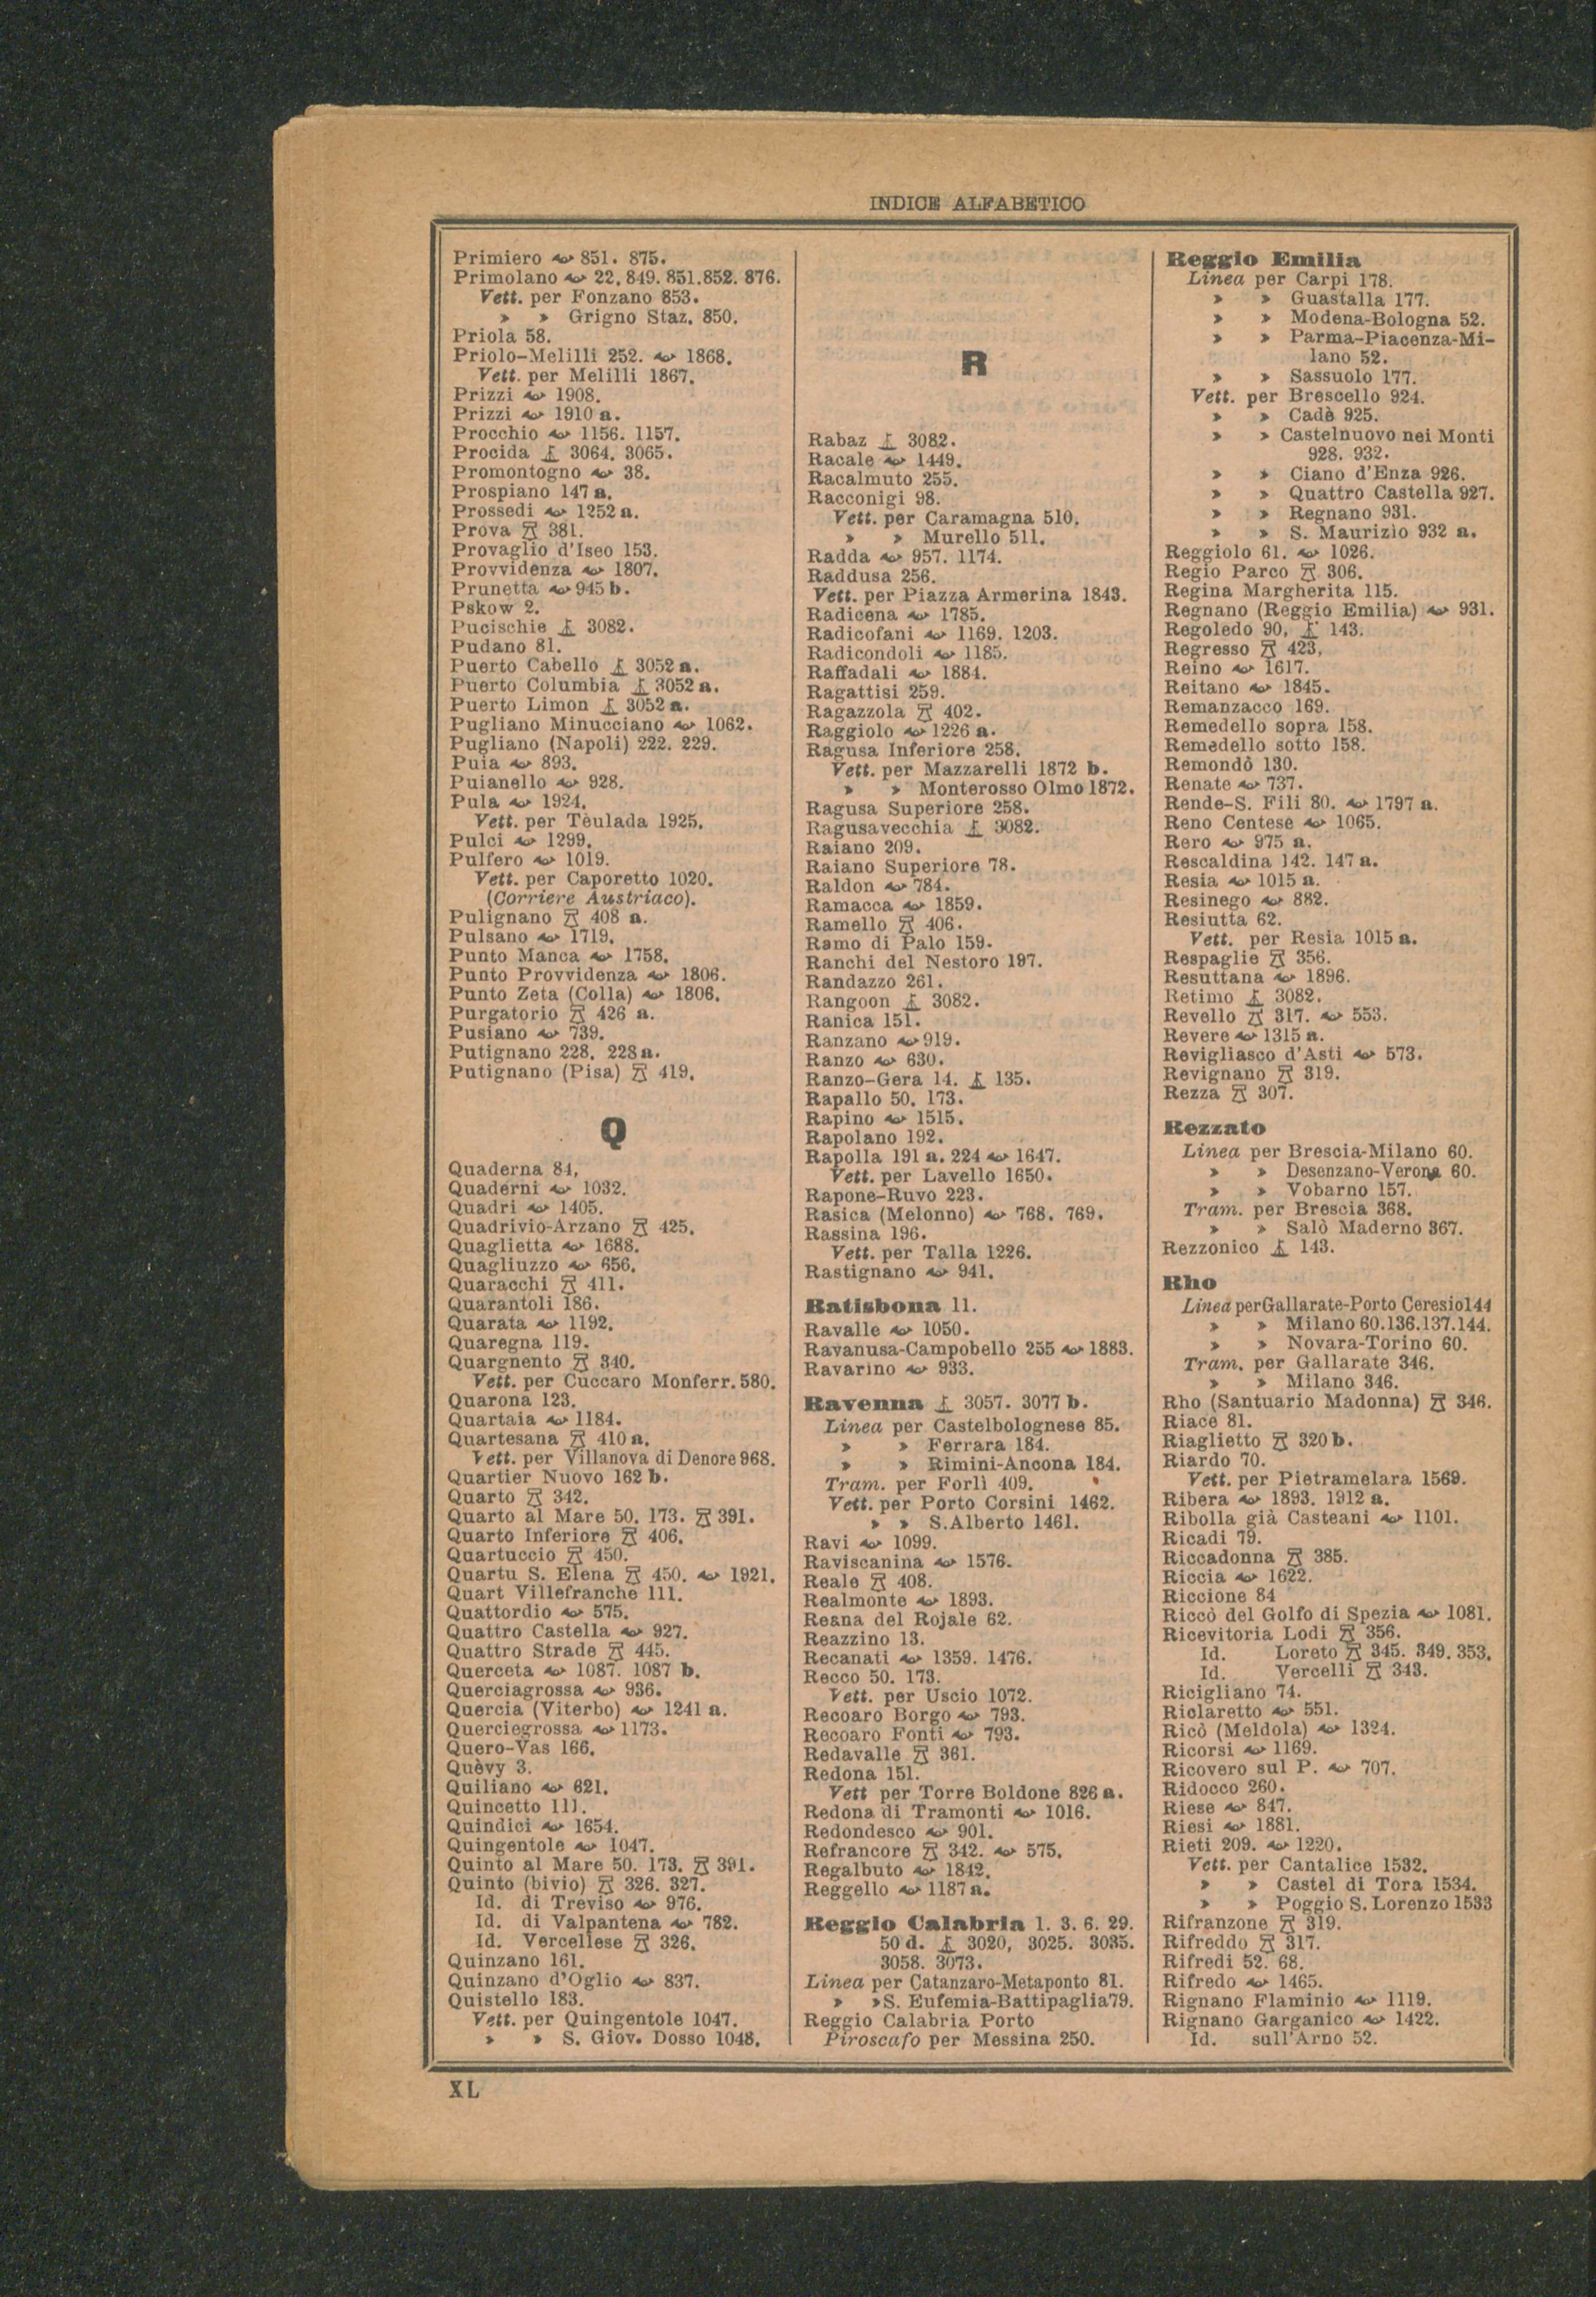 INDICE ALFABETICO
Primiero 851. 875.
Primolano 22. 849. 851. 852. 876.
Vett. per Fonzano 853.
» » Grigno Staz. 850.
Priola 58.
Priolo-Melilli 252. 1868.
Vett. per Melilli 1867.
Prizzi 1908.
Prizzi 1910 a.
Procchio 1156. 1157.
Procida 3064. 3065.
Promontogno 38.
Prospiano 147 a.
Prossedi 1252 a.
Prova 381.
Provaglio d'Iseo 153.
Provvidenza 1807.
Prunetta 945 b.
Pskow 2.
Pucischie 3082.
Pudano 81.
Puerto Cabello 3052 a.
Puerto Columbia 3052 a.
Puerto Limon 3052 a.
Pugliano Minucciano 1062.
Pugliano (Napoli) 222. 229.
Puia 893.
Puianello 928.
Pula 1924.
Vett. per Tèulada 1925.
Pulci 1299.
Pulfero 1019.
Vett. per Caporetto 1020.
(Corriere Austriaco).
Pulignano 408 a.
Pulsano 1719.
Punto Manca 1758.
Punto Provvidenza 1806.
Punto Zeta (Colla) 1806.
Purgatorio 426 a.
Pusiano 739.
Putignano 228. 228 a.
Putignano (Pisa) 419.
Q
Quaderna 84.
Quaderni 1032.
Quadri 1405.
Quadrivio-Arzano 425.
Quaglietta 1688.
Quagliuzzo 656.
Quaracchi 411.
Quarantoli 186.
Quarata 1192.
Quaregna 119.
Quargnento 340.
Vett. per Cuccaro Monferr. 580.
Quarona 123.
Quartaia 1184.
Quartesana 410 a.
Vett. per Villanova di Denore 968.
Quartier Nuovo 162 b.
Quarto 342.
Quarto al Mare 50. 173. 391.
Quarto Inferiore 406.
Quartuccio 450.
Quartu S. Elena 450. 1921.
Quart Villefranche 111.
Quattordio 575.
Quattro Castella 927.
Quattro Strade 445.
Querceta 1087. 1087 b.
Querciagrossa 936.
Quercia (Viterbo) 1241 a.
Querciegrossa 1173.
Quero-Vas 166.
Quèvy 3.
Quiliano 621.
Quincetto 111.
Quindici 1654.
Quingentole 1047.
Quinto al Mare 50. 173. 391.
Quinto (bivio) 326. 327.
Id. di Treviso 976.
Id. di Valpantena 782.
Id. Vercellese 326.
Quinzano 161.
Quinzano d'Oglio 837.
Quistello 183.
Vett. per Quingentole 1047.
» » S. Giov. Dosso 1048.
R
Rabaz 3082.
Racale 1449.
Racalmuto 255.
Racconigi 98.
Vett. per Caramagna 510.
» » Murello 511.
Radda 957. 1174.
Raddusa 256.
Vett. per Piazza Armerina 1843.
Radicena 1785.
Radicofani 1169. 1203.
Radicondoli 1185.
Raffadali 1884.
Ragattisi 259.
Ragazzola 402.
Raggiolo 1226 a.
Ragusa Inferiore 258.
Vett. per Mazzarelli 1872 b.
» » Monterosso Olmo 1872.
Ragusa Superiore 258.
Ragusavecchia 3082.
Raiano 209.
Raiano Superiore 78.
Raldon 784.
Ramacca 1859.
Ramello 406.
Ramo di Palo 159.
Ranchi del Nestoro 197.
Randazzo 261.
Rangoon 3082.
Ranica 151.
Ranzano 919.
Ranzo 630.
Ranzo-Gera 14. 135.
Rapallo 50. 173.
Rapino 1515.
Rapolano 192.
Rapolla 191 a. 224 1647.
Vett. per Lavello 1650.
Rapone-Ruvo 223.
Rasica (Melonno) 768. 769.
Rassina 196.
Vett. per Talla 1226.
Rastignano 941.
Ratisbona 11.
Ravalle 1050.
Ravanusa-Campobello 255 1883.
Ravarino 933.
Ravenna 3057. 3077 b.
Linea per Castelbolognese 85.
» » Ferrara 184.
» » Rimini-Ancona 184.
Tram. per Forlì 409.
Vett. per Porto Corsini 1462.
» » S. Alberto 1461.
Ravi 1099.
Raviscanina 1576.
Reale 408.
Realmonte 1893.
Reana del Rojale 62.
Reazzino 13.
Recanati 1359. 1476.
Recco 50. 173.
Vett. per Uscio 1072.
Recoaro Borgo 793.
Recoaro Fonti 793.
Redavalle 361.
Redona 151.
Vett per Torre Boldone 826 a.
Redona di Tramonti 1016.
Redondesco 901.
Refrancore 342. 575.
Regalbuto 1842.
Reggello 1187 a.
Reggio Calabria 1. 3. 6. 29.
50 d. 3020, 3025. 3035.
3058. 3073.
Linea per Catanzaro-Metaponto 81.
» » S. Eufemia-Battipaglia 79.
Reggio Calabria Porto
Piroscafo per Messina 250.
Reggio Emilia
Linea per Carpi 178.
» » Guastalla 177.
» » Modena-Bologna 52.
» » Parma-Piacenza-Mi-
lano 52.
» » Sassuolo 177.
Vett. per Brescello 924.
» » Cadè 925.
» » Castelnuovo nei Monti
928. 932.
» » Ciano d'Enza 926.
» » Quattro Castella 927.
» » Regnano 931.
» » S. Maurizio 932 a.
Reggiolo 61. 1026.
Regio Parco 306.
Regina Margherita 115.
Regnano (Reggio Emilia) 931.
Regoledo 90. 143.
Regresso 423.
Reino 1617.
Reitano 1845.
Remanzacco 169.
Remedello sopra 158.
Remedello sotto 158.
Remondò 130.
Renate 737.
Rende-S. Fili 80. 1797 a.
Reno Centese 1065.
Rero 975 a.
Rescaldina 142. 147 a.
Resia 1015 a.
Resinego 882.
Resiutta 62.
Vett. per Resia 1015 a.
Respaglie 356.
Resuttana 1896.
Retimo 3082.
Revello 317. 553.
Revere 1315 a.
Revigliasco d'Asti 573.
Revignano 319.
Rezza 307.
Rezzato
Linea per Brescia-Milano 60.
» » Desenzano-Verona 60.
» » Vobarno 157.
Tram. per Brescia 368.
» » Salò Maderno 367.
Rezzonico 143.
Rho
Linea per Gallarate-Porto Ceresio 144
» » Milano 60.136.137.144.
» » Novara-Torino 60.
Tram. per Gallarate 346.
» » Milano 346.
Rho (Santuario Madonna) 346.
Riace 81.
Riaglietto 320 b.
Riardo 70.
Vett. per Pietramelara 1569.
Ribera 1893. 1912 a.
Ribolla già Casteani 1101.
Ricadi 79.
Riccadonna 385.
Riccia 1622.
Riccione 84
Riccò del Golfo di Spezia 1081.
Ricevitoria Lodi 356.
Id. Loreto 345. 349. 353.
Id. Vercelli 343.
Ricigliano 74.
Riclaretto 551.
Ricò (Meldola) 1324.
Ricorsi 1169.
Ricovero sul P. 707.
Ridocco 260.
Riese 847.
Riesi 1881.
Rieti 209. 1220.
Vett. per Cantalice 1532.
» » Castel di Tora 1534.
» » Poggio S. Lorenzo 1533
Rifranzone 319.
Rifreddo 317.
Rifredi 52. 68.
Rifredo 1465.
Rignano Flaminio 1119.
Rignano Garganico 1422.
Id. sull'Arno 52.
XL